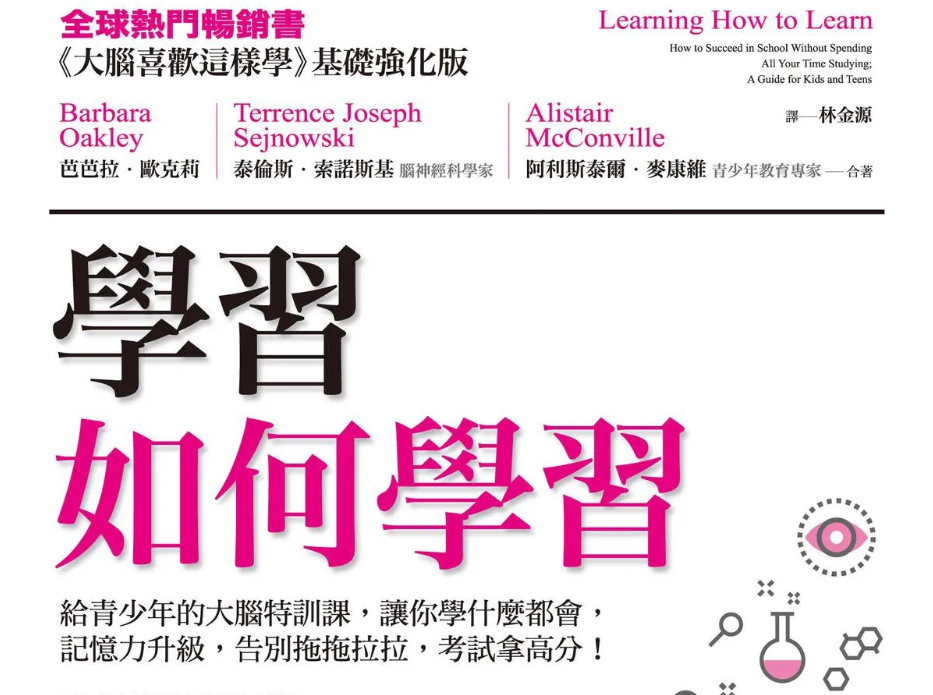 全球熱門暢銷書
《大腦喜歡這樣學》基礎強化版
Learning How to Learn
How to Succeed in School Without Spending
All Your Time Studying;
A Guide for Kids and Teens
譯—林金源
Barbara
Oakley
芭芭拉・歐克莉
Terrence Joseph
Sejnowski
泰倫斯・索諾斯基 腦神經科學家
Alistair
McConville
阿利斯泰爾・麥康維 青少年教育專家—合著
學習
如何學習
給青少年的大腦特訓課，讓你學什麼都會，
記憶力升級，告別拖拖拉拉，考試拿高分！